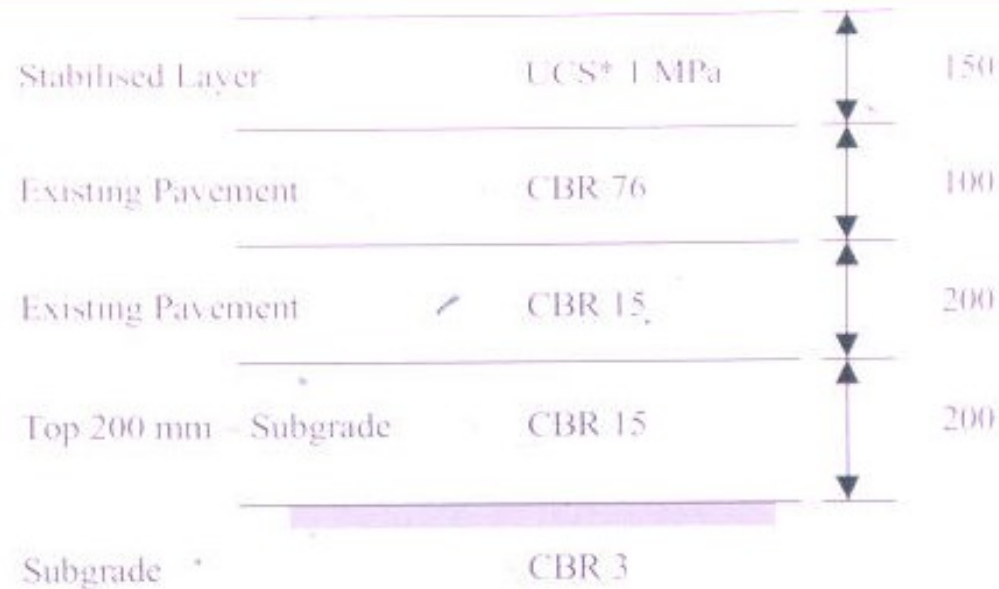 Stabilised Layer UCS* 1 MPa 150
Existing Pavement CBR 76 100
Existing Pavement CBR 15 200
Top 200 mm - Subgrade CBR 15 200
Subgrade CBR 3